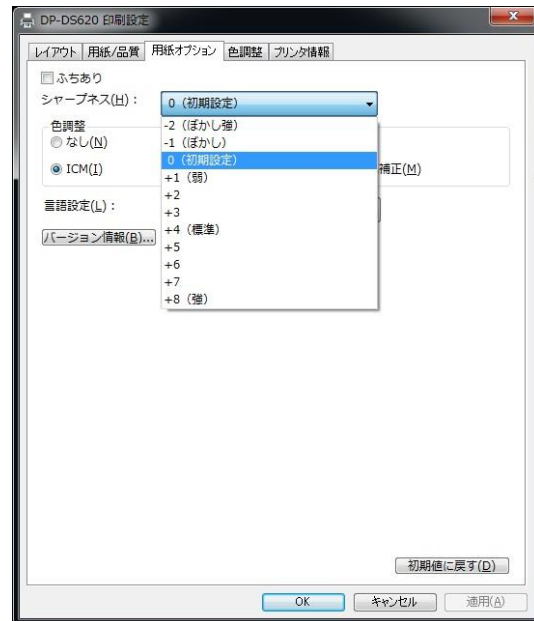 DP-DS620 印刷設定
レイアウト 用紙/品質 用紙オプション 色調整 プリンタ情報
ふちあり
シャープネス(H): 0 (初期設定)
-2 (ぼかし強)
-1 (ぼかし)
0 (初期設定)
+1 (弱)
+2
+3
+4 (標準)
+5
+6
+7
+8 (強)
色調整
なし(N)
ICM(I) 補正(M)
言語設定(L):
バージョン情報(B)...
初期値に戻す(D)
OK キャンセル 適用(A)